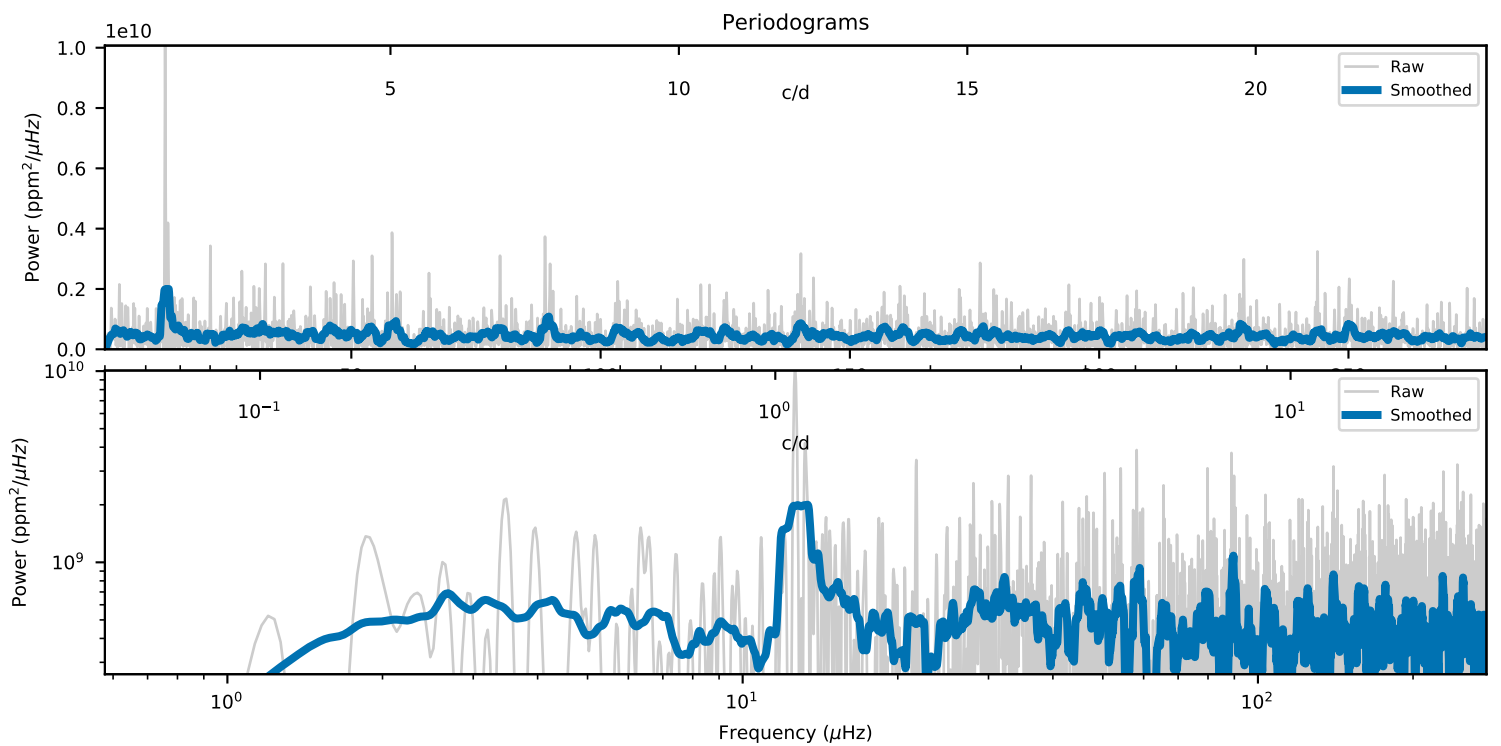 Periodograms
1e10
1.0
0.8
0.6
0.4
0.2
0.0
Power (ppm²/μHz)
5
10
15
20
c/d
Raw
Smoothed
10¹⁰
10⁹
Power (ppm²/μHz)
10⁻¹
10⁰
10¹
c/d
Raw
Smoothed
10⁰
10¹
10²
Frequency (μHz)